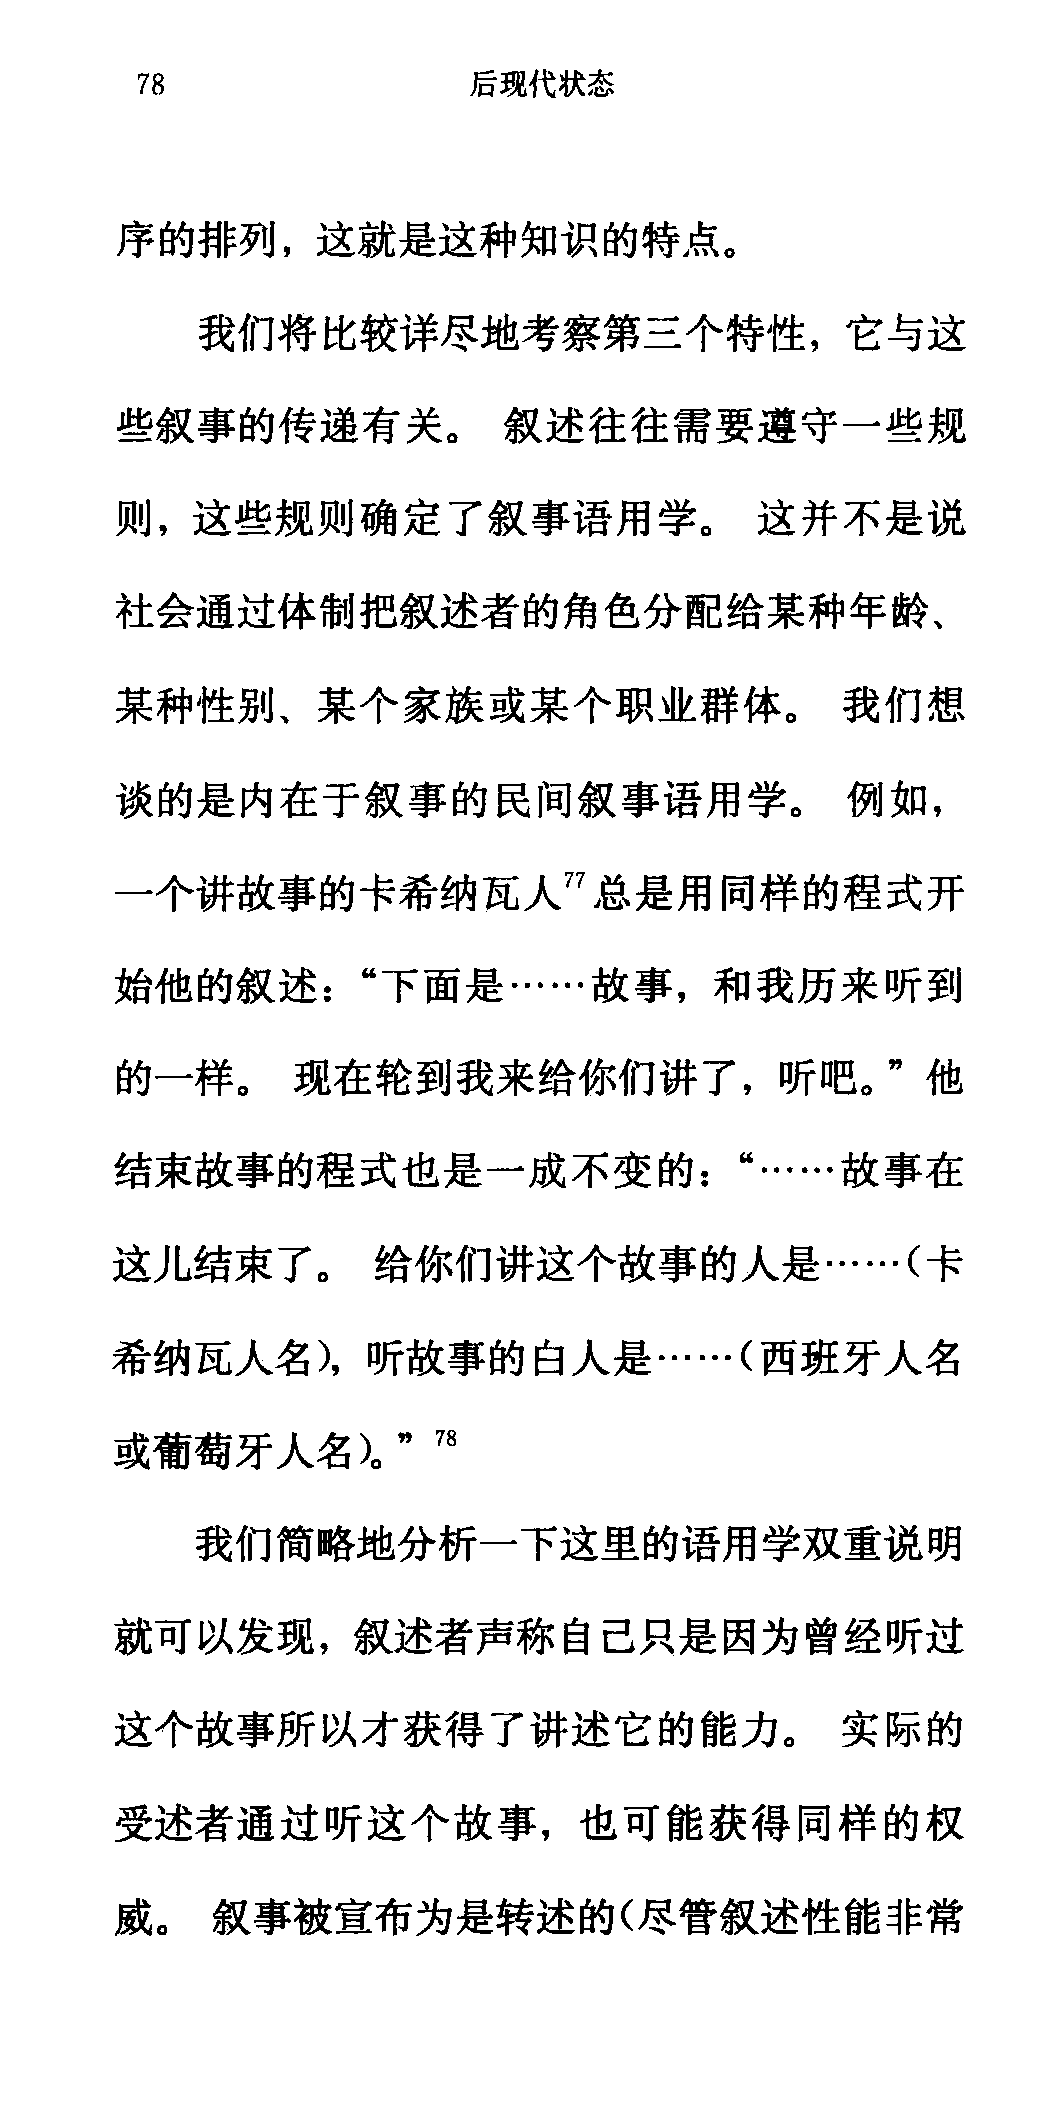 78 后现代状态
序的排列，这就是这种知识的特点。
我们将比较详尽地考察第三个特性，它与这
些叙事的传递有关。 叙述往往需要遵守一些规
则，这些规则确定了叙事语用学。 这并不是说
社会通过体制把叙述者的角色分配给某种年龄、
某种性别、某个家族或某个职业群体。 我们想
谈的是内在于叙事的民间叙事语用学。 例如，
一个讲故事的卡希纳瓦人77总是用同样的程式开
始他的叙述：“下面是……故事，和我历来听到
的一样。 现在轮到我来给你们讲了，听吧。”他
结束故事的程式也是一成不变的：“……故事在
这儿结束了。 给你们讲这个故事的人是……（卡
希纳瓦人名），听故事的白人是……（西班牙人名
或葡萄牙人名）。”78
我们简略地分析一下这里的语用学双重说明
就可以发现，叙述者声称自己只是因为曾经听过
这个故事所以才获得了讲述它的能力。 实际的
受述者通过听这个故事，也可能获得同样的权
威。 叙事被宣布为是转述的（尽管叙述性能非常